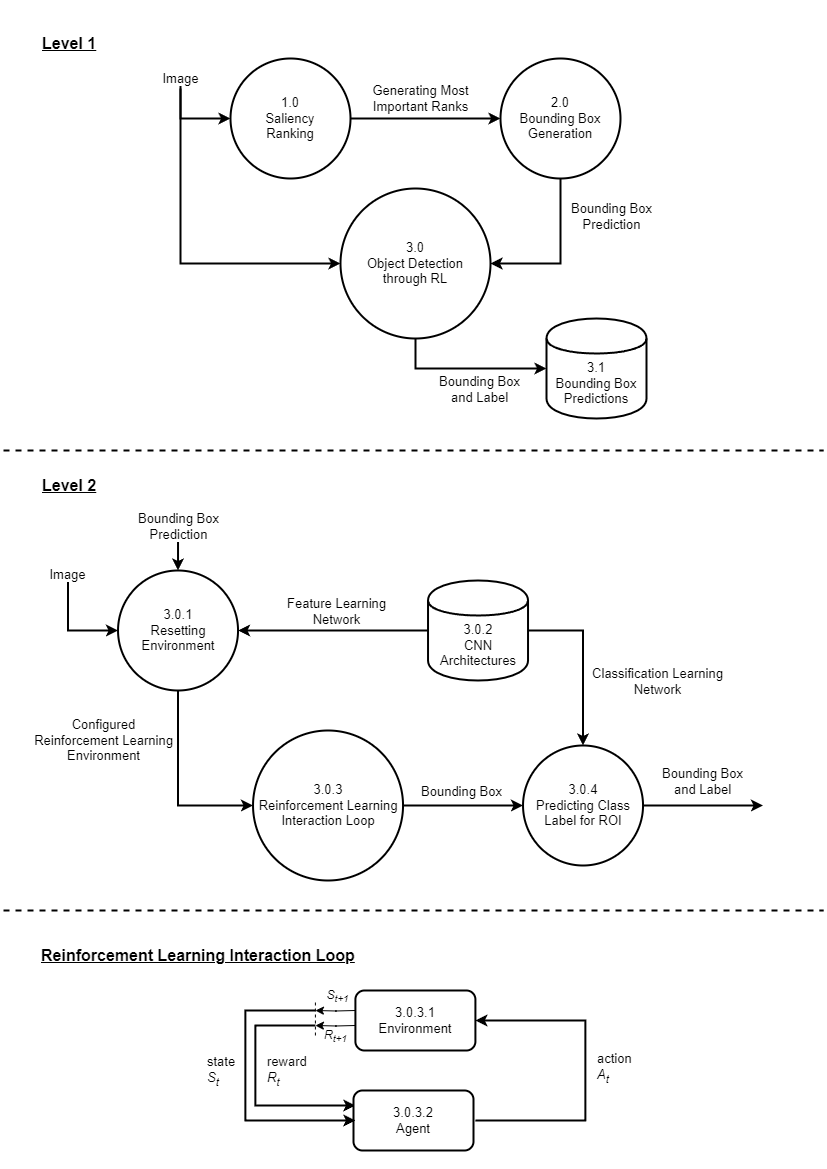 Level 1
Image
1.0
Saliency
Ranking
Generating Most
Important Ranks
2.0
Bounding Box
Generation
Bounding Box
Prediction
3.0
Object Detection
through RL
Bounding Box
and Label
3.1
Bounding Box
Predictions
Level 2
Bounding Box
Prediction
Image
3.0.1
Resetting
Environment
Feature Learning
Network
3.0.2
CNN
Architectures
Classification Learning
Network
Configured
Reinforcement Learning
Environment
3.0.3
Reinforcement Learning
Interaction Loop
Bounding Box
3.0.4
Predicting Class
Label for ROI
Bounding Box
and Label
Reinforcement Learning Interaction Loop
St+1
Rt+1
3.0.3.1
Environment
state
St
reward
Rt
action
At
3.0.3.2
Agent